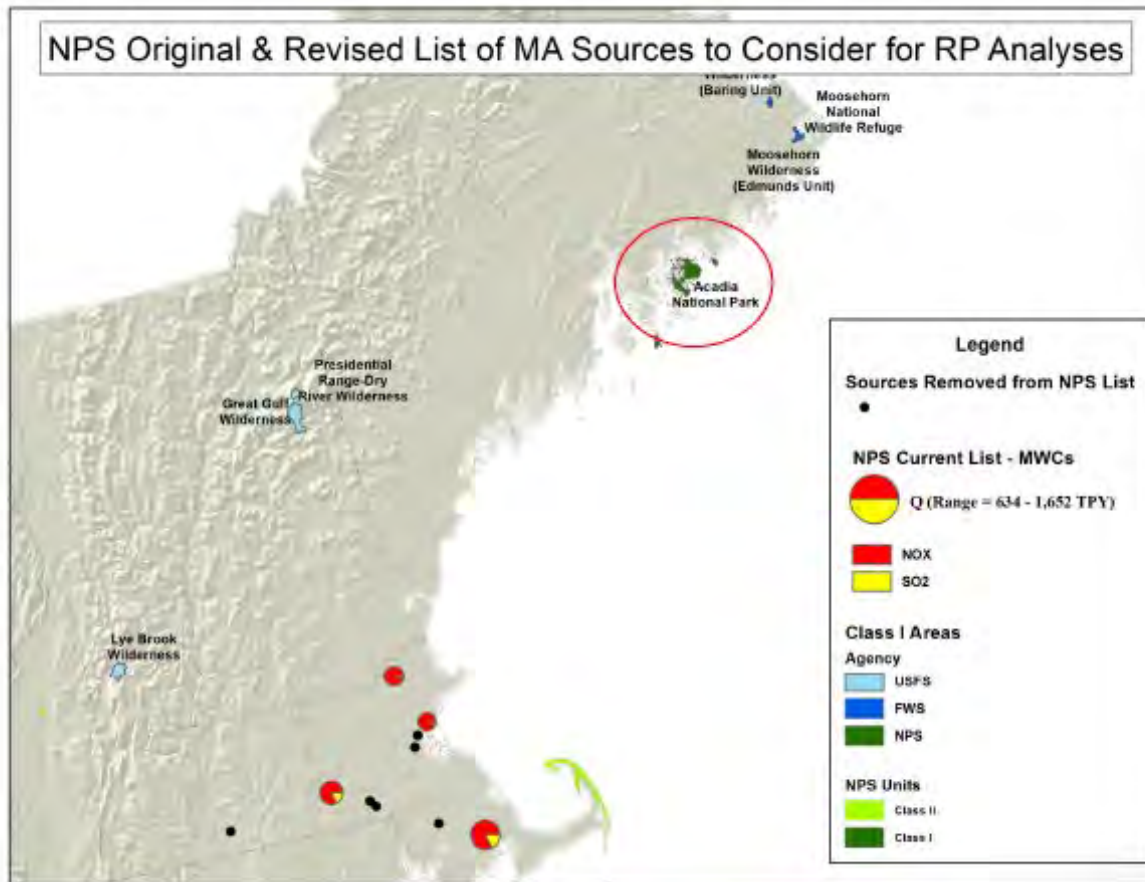 NPS Original & Revised List of MA Sources to Consider for RP Analyses
Wilderness
(Baring Unit)
Moosehorn
National
Wildlife Refuge
Moosehorn
Wilderness
(Edmunds Unit)
Acadia
National Park
Presidential
Range-Dry
River Wilderness
Great Gulf
Wilderness
Lye Brook
Wilderness
Legend
Sources Removed from NPS List
NPS Current List - MWCs
Q (Range = 634 - 1,652 TPY)
NOX
SO2
Class I Areas
Agency
USFS
FWS
NPS
NPS Units
Class II
Class I